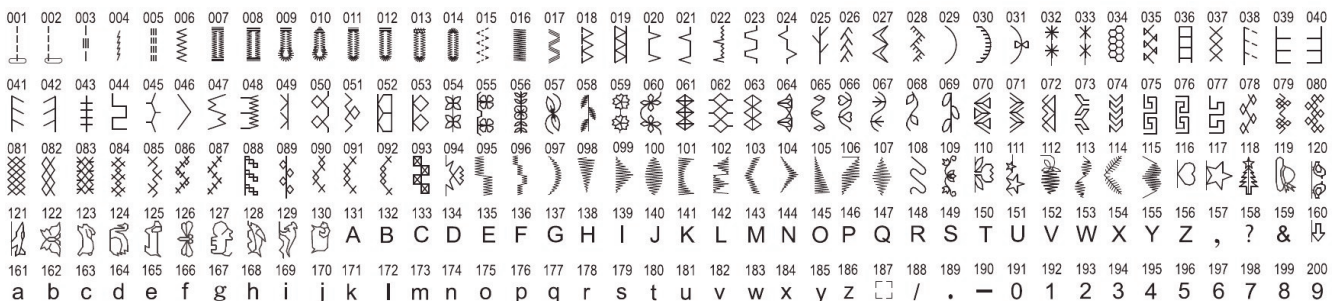 001 002 003 004 005 006 007 008 009 010 011 012 013 014 015 016 017 018 019 020 021 022 023 024 025 026 027 028 029 030 031 032 033 034 035 036 037 038 039 040
041 042 043 044 045 046 047 048 049 050 051 052 053 054 055 056 057 058 059 060 061 062 063 064 065 066 067 068 069 070 071 072 073 074 075 076 077 078 079 080
081 082 083 084 085 086 087 088 089 090 091 092 093 094 095 096 097 098 099 100 101 102 103 104 105 106 107 108 109 110 111 112 113 114 115 116 117 118 119 120
121 122 123 124 125 126 127 128 129 130 131 132 133 134 135 136 137 138 139 140 141 142 143 144 145 146 147 148 149 150 151 152 153 154 155 156 157 158 159 160
A B C D E F G H I J K L M N O P Q R S T U V W X Y Z , ? &
161 162 163 164 165 166 167 168 169 170 171 172 173 174 175 176 177 178 179 180 181 182 183 184 185 186 187 188 189 190 191 192 193 194 195 196 197 198 199 200
a b c d e f g h i j k l m n o p q r s t u v w x y z / . – 0 1 2 3 4 5 6 7 8 9